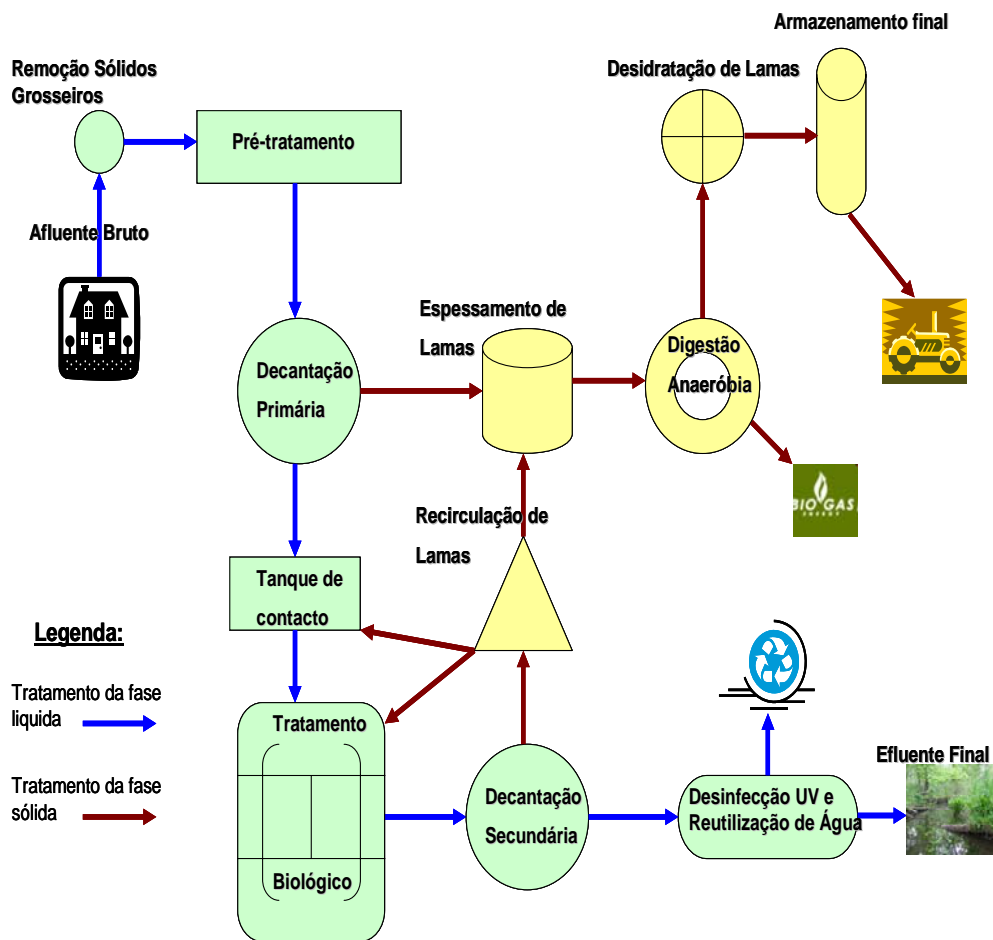 Armazenamento final
Remoção Sólidos
Grosseiros
Desidratação de Lamas
Pré-tratamento
Afluente Bruto
Espessamento de
Lamas
Digestão
Anaeróbia
Decantação
Primária
BIO GAS
ENERGY
Recirculação de
Lamas
Tanque de
contacto
Legenda:
Tratamento da fase
liquida
Tratamento da fase
sólida
Tratamento
Biológico
Decantação
Secundária
Desinfecção UV e
Reutilização de Água
Efluente Final